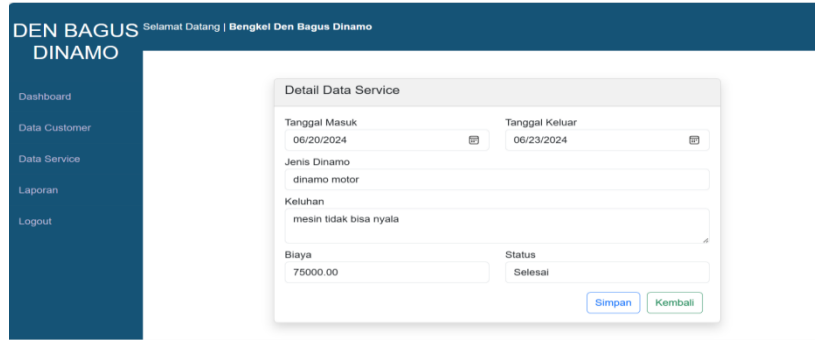 DEN BAGUS DINAMO
Selamat Datang | Bengkel Den Bagus Dinamo
Dashboard
Data Customer
Data Service
Laporan
Logout
Detail Data Service
Tanggal Masuk Tanggal Keluar
06/20/2024 06/23/2024
Jenis Dinamo
dinamo motor
Keluhan
mesin tidak bisa nyala
Biaya Status
75000.00 Selesai
Simpan Kembali